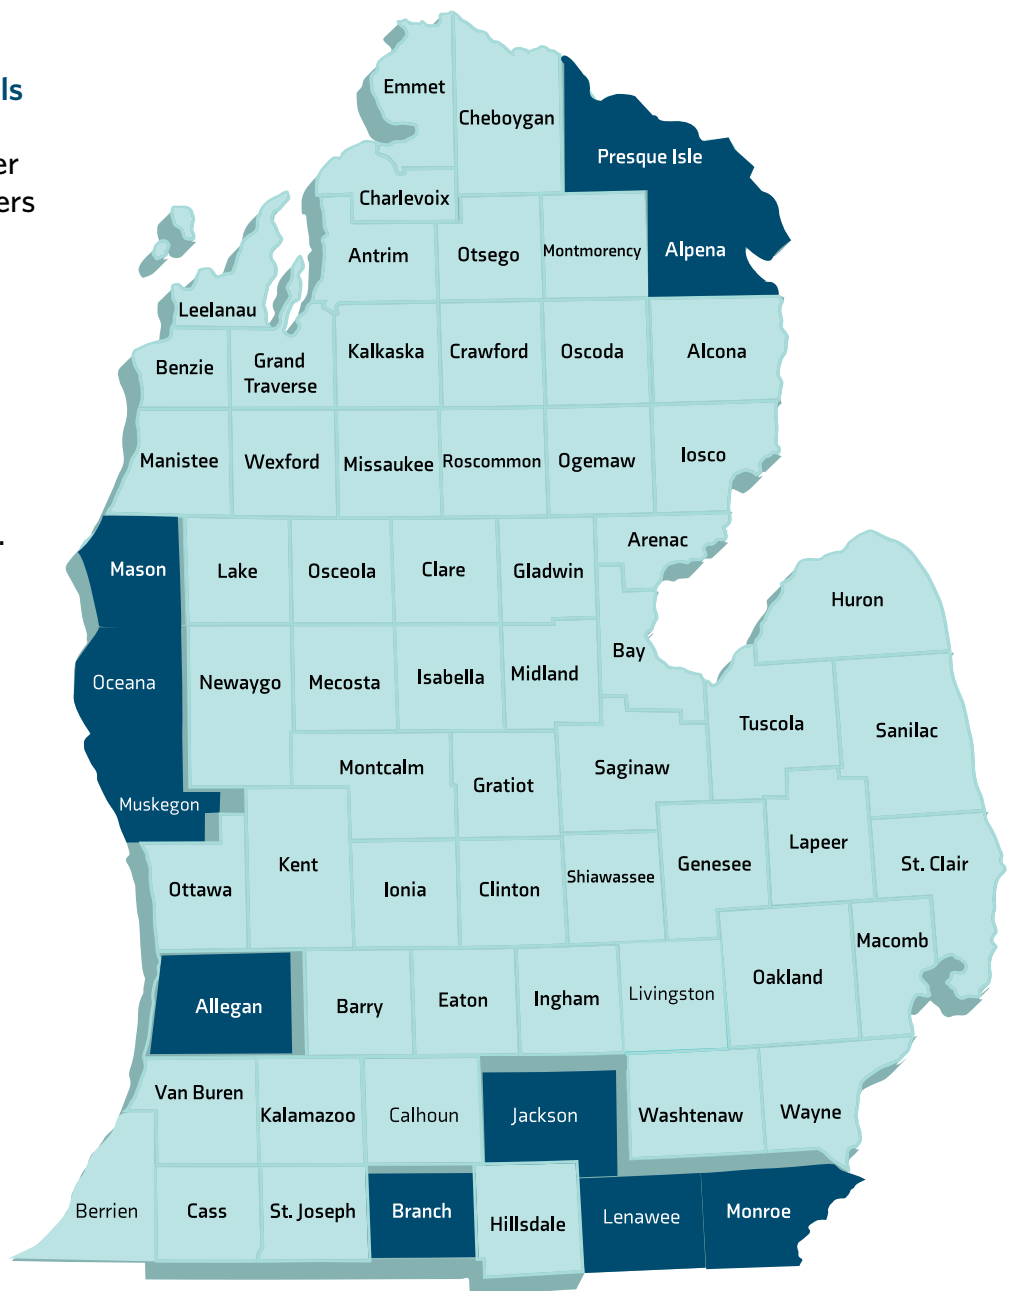 ls
er
ers
.
Emmet
Cheboygan
Presque Isle
Charlevoix
Antrim
Otsego
Montmorency
Alpena
Leelanau
Benzie
Grand
Traverse
Kalkaska
Crawford
Oscoda
Alcona
Manistee
Wexford
Missaukee
Roscommon
Ogemaw
Iosco
Mason
Lake
Osceola
Clare
Gladwin
Arenac
Huron
Oceana
Newaygo
Mecosta
Isabella
Midland
Bay
Tuscola
Sanilac
Montcalm
Gratiot
Saginaw
Muskegon
Kent
Ottawa
Ionia
Clinton
Shiawassee
Genesee
Lapeer
St. Clair
Macomb
Allegan
Barry
Eaton
Ingham
Livingston
Oakland
Van Buren
Kalamazoo
Calhoun
Jackson
Washtenaw
Wayne
Berrien
Cass
St. Joseph
Branch
Hillsdale
Lenawee
Monroe